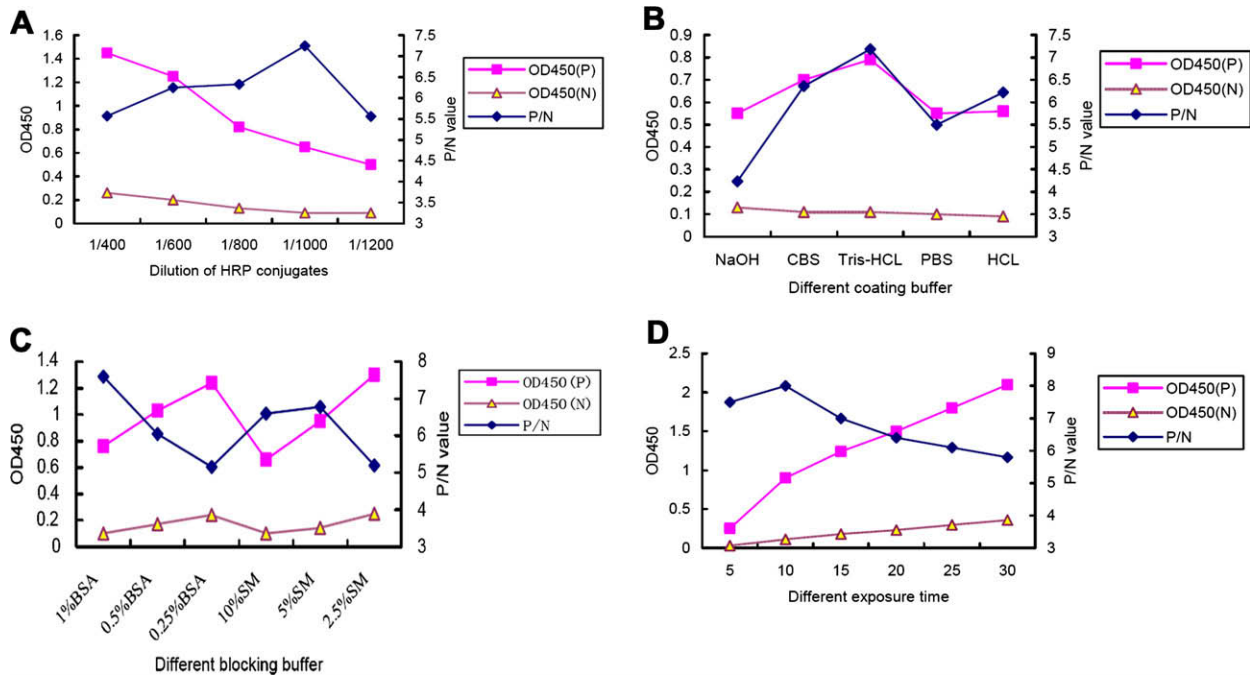 A
OD450
1.6
1.4
1.2
1
0.8
0.6
0.4
0.2
0
7.5
7
6.5
6
5.5
5
4.5
4
3.5
3
P/N value
1/400 1/600 1/800 1/1000 1/1200
Dilution of HRP conjugates
OD450(P)
OD450(N)
P/N
B
OD450
0.9
0.8
0.7
0.6
0.5
0.4
0.3
0.2
0.1
0
7.5
7
6.5
6
5.5
5
4.5
4
3.5
3
P/N value
NaOH CBS Tris-HCL PBS HCL
Different coating buffer
OD450(P)
OD450(N)
P/N
C
OD450
1.4
1.2
1
0.8
0.6
0.4
0.2
0
8
7
6
5
4
3
P/N value
1%BSA 0.5%BSA 0.25%BSA 10%SM 5%SM 2.5%SM
Different blocking buffer
OD450(P)
OD450(N)
P/N
D
OD450
2.5
2
1.5
1
0.5
0
9
8
7
6
5
4
3
P/N value
5 10 15 20 25 30
Different exposure time
OD450(P)
OD450(N)
P/N